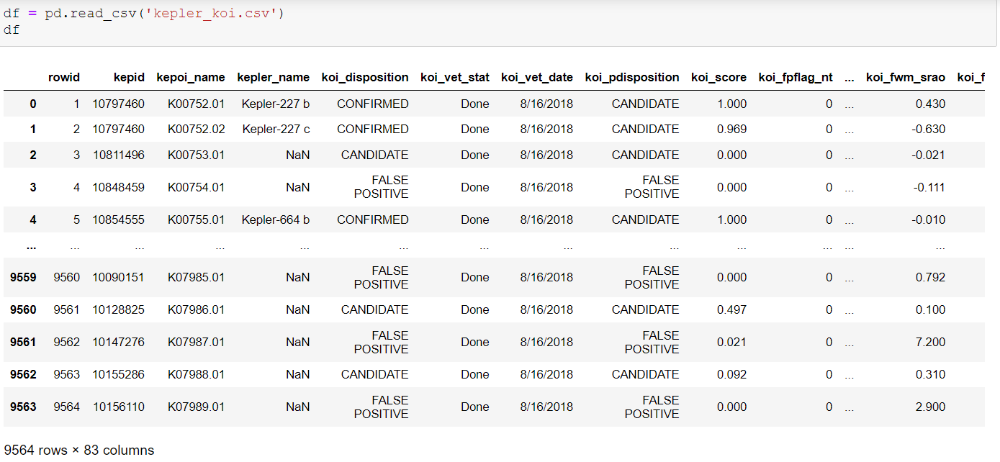 df = pd.read_csv('kepler_koi.csv')
df
rowid kepid kepoi_name kepler_name koi_disposition koi_vet_stat koi_vet_date koi_pdisposition koi_score koi_fpflag_nt ... koi_fwm_srao koi_f
0 1 10797460 K00752.01 Kepler-227 b CONFIRMED Done 8/16/2018 CANDIDATE 1.000 0 ... 0.430
1 2 10797460 K00752.02 Kepler-227 c CONFIRMED Done 8/16/2018 CANDIDATE 0.969 0 ... -0.630
2 3 10811496 K00753.01 NaN CANDIDATE Done 8/16/2018 CANDIDATE 0.000 0 ... -0.021
3 4 10848459 K00754.01 NaN FALSE POSITIVE Done 8/16/2018 FALSE POSITIVE 0.000 0 ... -0.111
4 5 10854555 K00755.01 Kepler-664 b CONFIRMED Done 8/16/2018 CANDIDATE 1.000 0 ... -0.010
... ... ... ... ... ... ... ... ... ... ... ... ...
9559 9560 10090151 K07985.01 NaN FALSE POSITIVE Done 8/16/2018 FALSE POSITIVE 0.000 0 ... 0.792
9560 9561 10128825 K07986.01 NaN CANDIDATE Done 8/16/2018 CANDIDATE 0.497 0 ... 0.100
9561 9562 10147276 K07987.01 NaN FALSE POSITIVE Done 8/16/2018 FALSE POSITIVE 0.021 0 ... 7.200
9562 9563 10155286 K07988.01 NaN CANDIDATE Done 8/16/2018 CANDIDATE 0.092 0 ... 0.310
9563 9564 10156110 K07989.01 NaN FALSE POSITIVE Done 8/16/2018 FALSE POSITIVE 0.000 0 ... 2.900
9564 rows × 83 columns